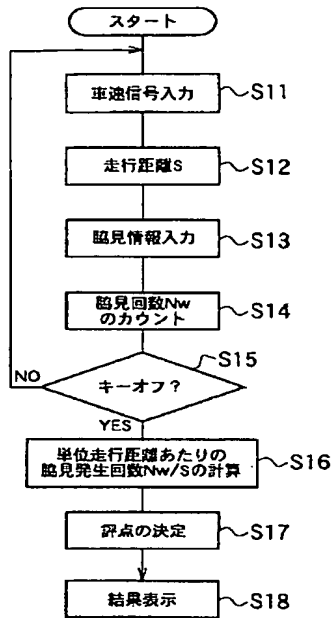 スタート
車速信号入力
S11
走行距離S
S12
脇見情報入力
S13
脇見回数Nw
のカウント
S14
S15
キーオフ?
NO
YES
単位走行距離あたりの
脇見発生回数Nw/Sの計算
S16
評点の決定
S17
結果表示
S18